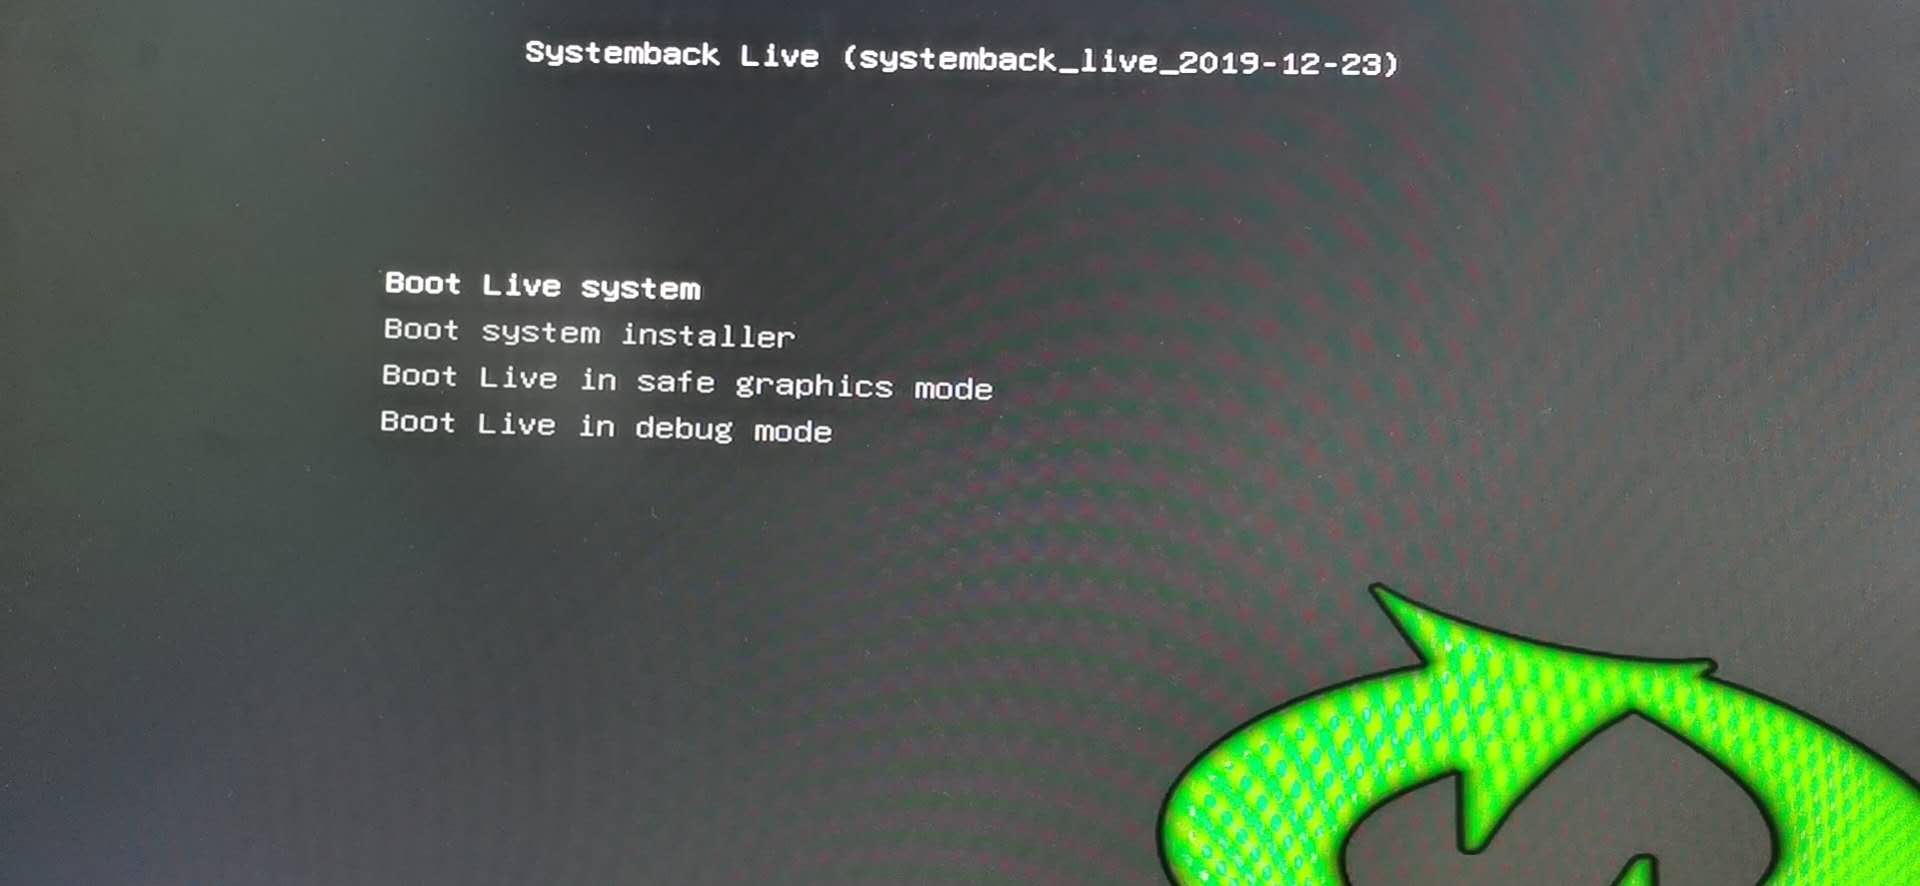 Systemback Live (systemback_live_2019-12-23)
Boot Live system
Boot system installer
Boot Live in safe graphics mode
Boot Live in debug mode